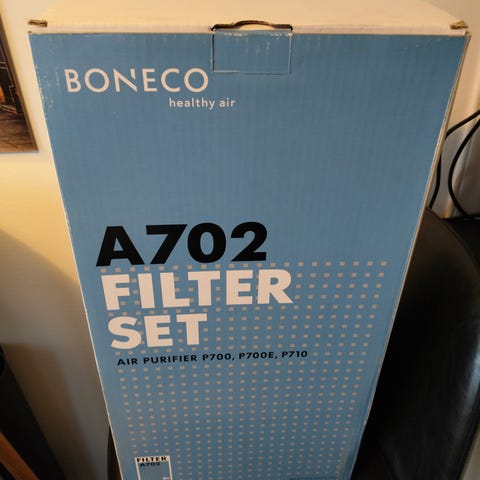 BONECO
healthy air
A702
FILTER
SET
AIR PURIFIER P700, P700E, P710
FILTER
A702